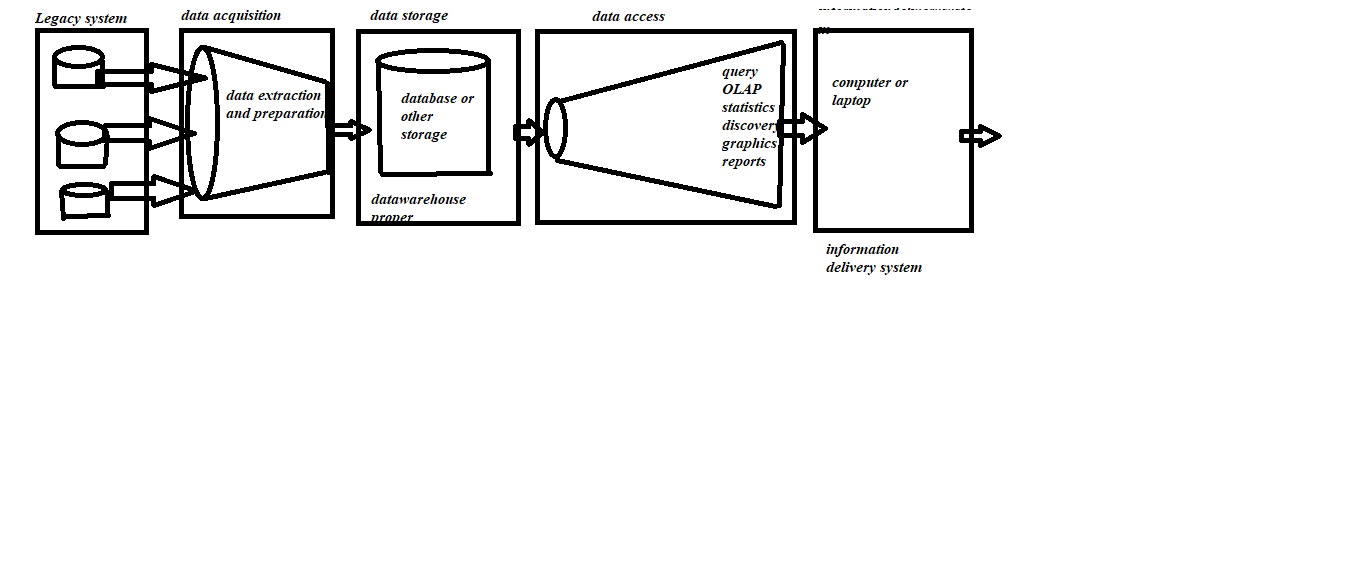 Legacy system
data acquisition
data storage
data access
data extraction
and preparation
database or
other
storage
datawarehouse
proper
query
OLAP
statistics
discovery
graphics
reports
computer or
laptop
information
delivery system